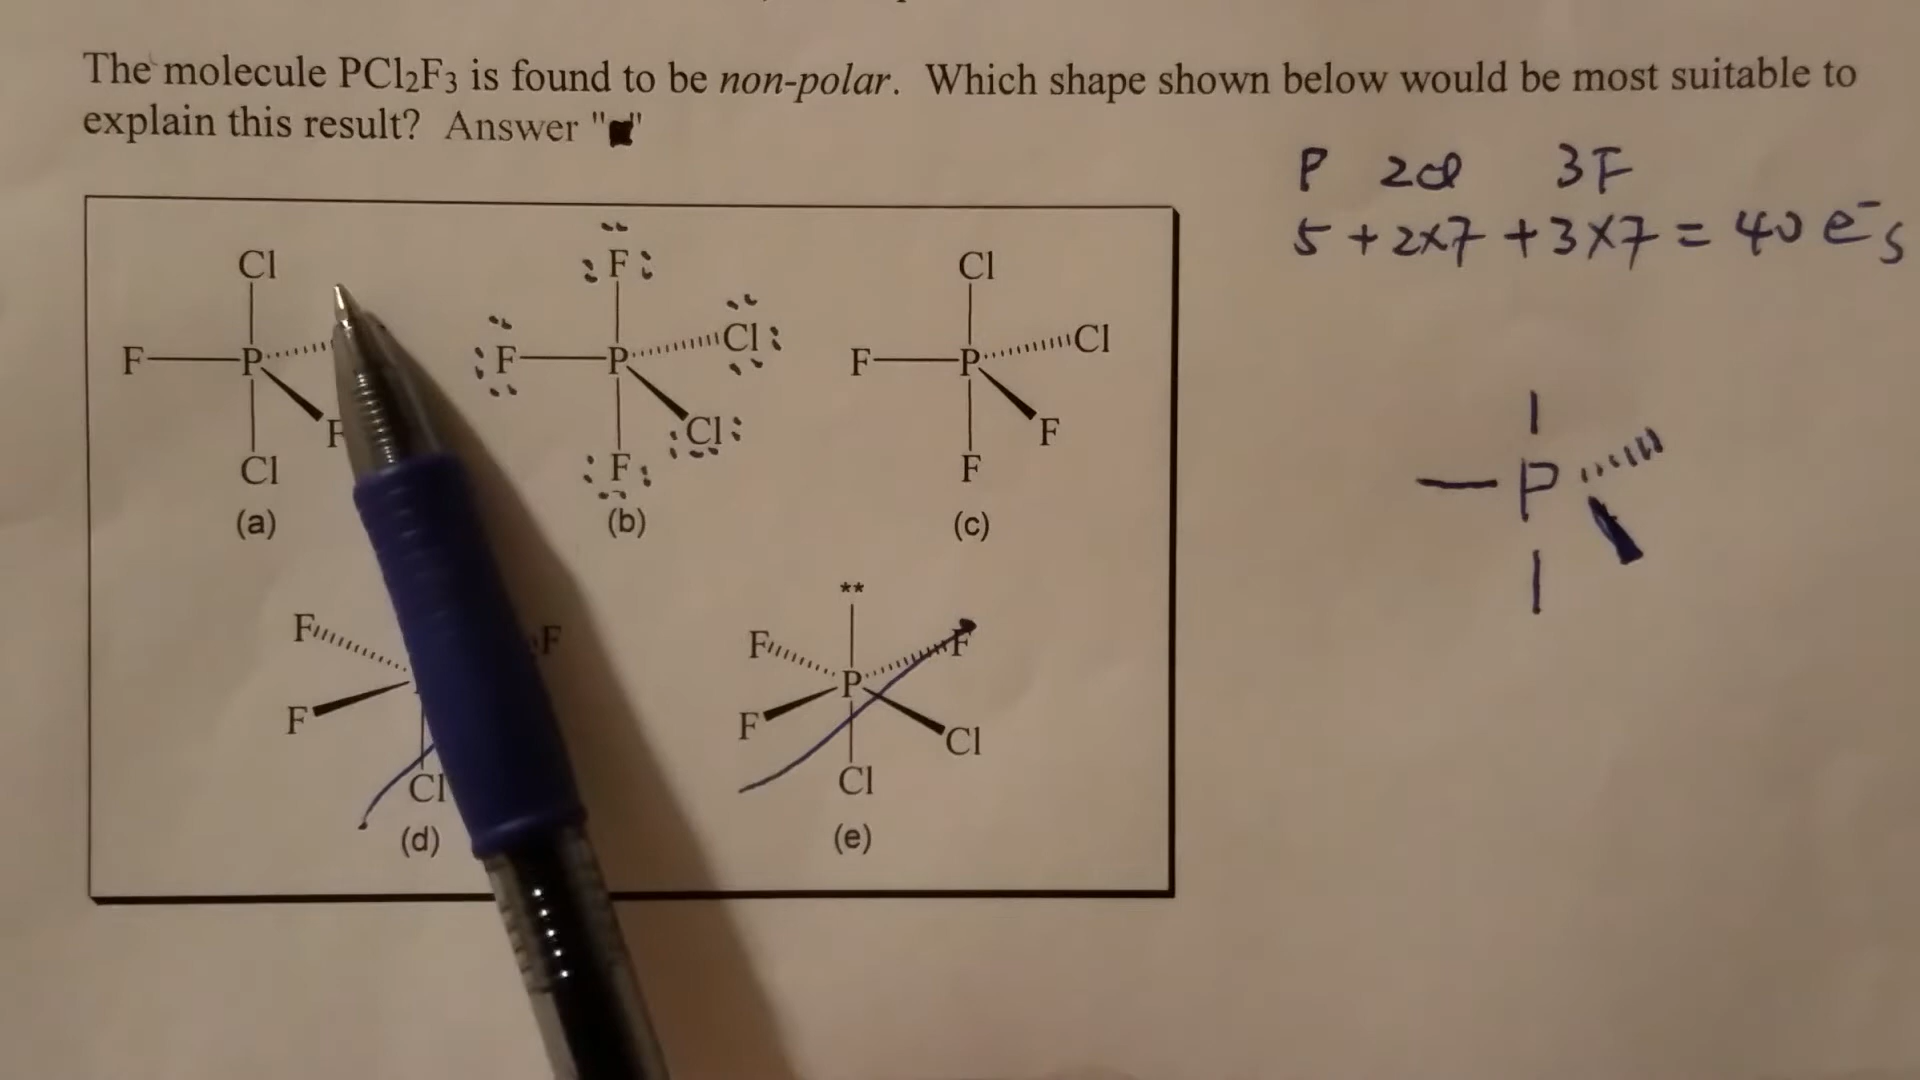 The molecule PCl₂F₃ is found to be non-polar. Which shape shown below would be most suitable to
explain this result? Answer " "
P 2Cl 3F
5 + 2x7 + 3x7 = 40 e⁻s
Cl
F P
F
Cl
(a)
F
F P Cl
Cl
F
(b)
Cl
F P Cl
F
F
(c)
P
F F
F
Cl
(d)
**
F F
P
F Cl
Cl
(e)